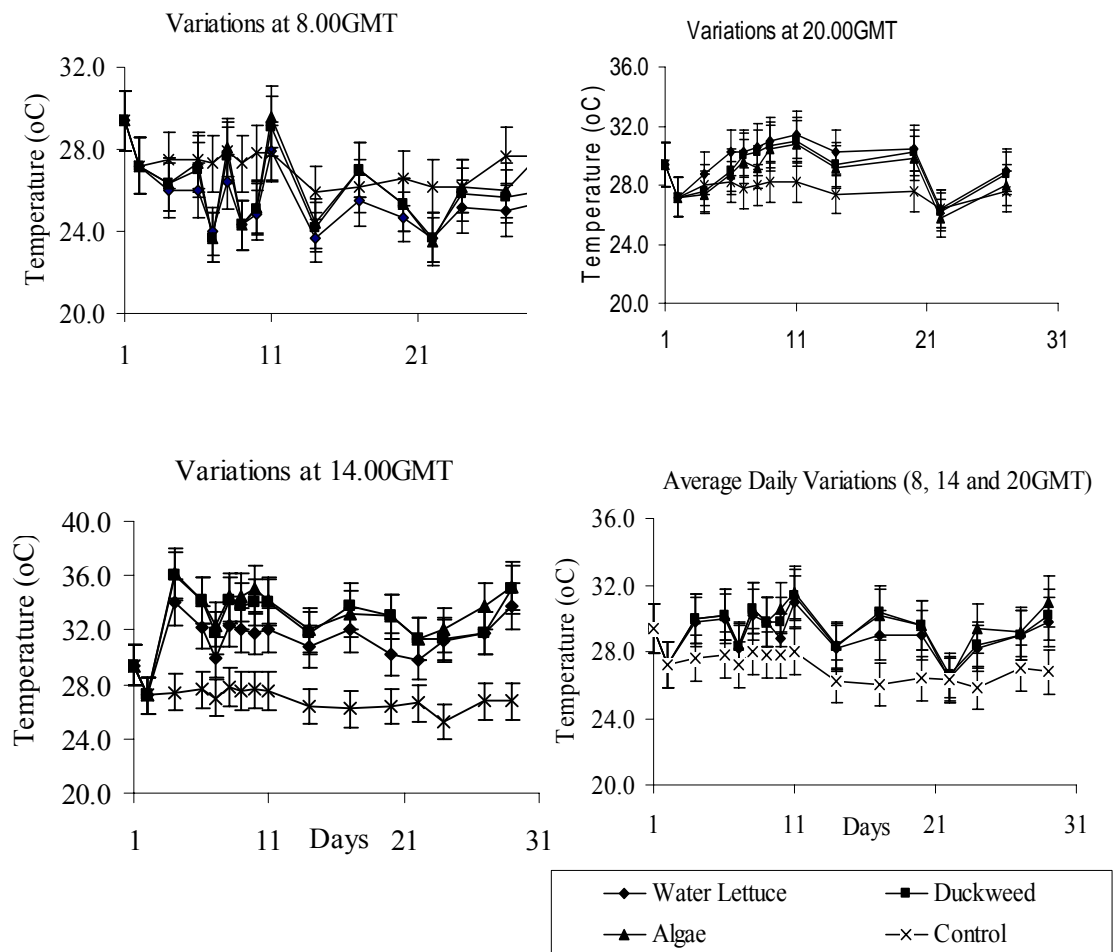 Variations at 8.00GMT
Temperature (oC)
32.0
28.0
24.0
20.0
1
11
21
Variations at 20.00GMT
Temperature (oC)
36.0
32.0
28.0
24.0
20.0
1
11
21
31
Variations at 14.00GMT
Temperature (oC)
40.0
36.0
32.0
28.0
24.0
20.0
1
11
Days
21
31
Average Daily Variations (8, 14 and 20GMT)
Temperature (oC)
36.0
32.0
28.0
24.0
20.0
1
11
Days
21
31
Water Lettuce
Duckweed
Algae
Control